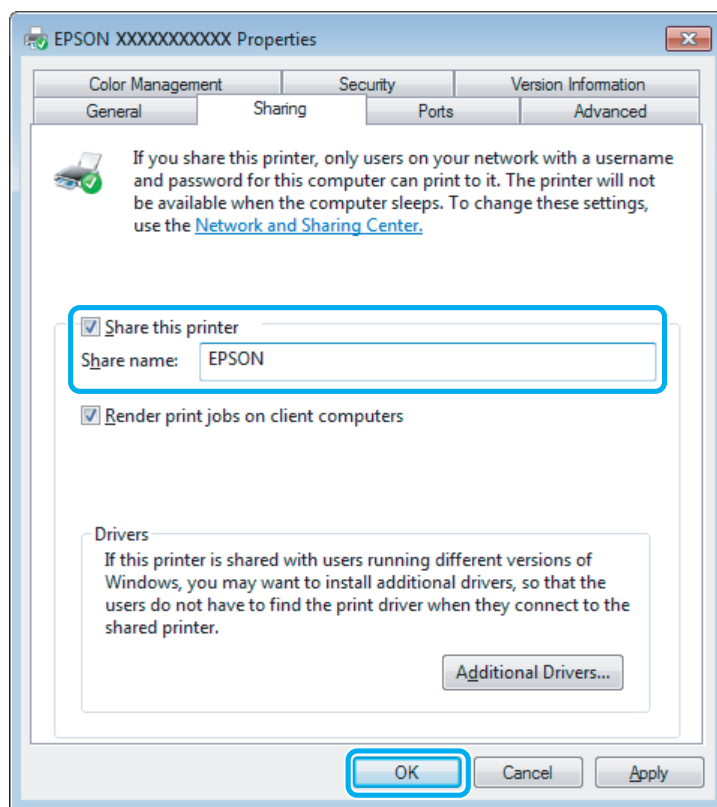 EPSON XXXXXXXXXXX Properties
Color Management Security Version Information
General Sharing Ports Advanced
If you share this printer, only users on your network with a username
and password for this computer can print to it. The printer will not
be available when the computer sleeps. To change these settings,
use the Network and Sharing Center.
Share this printer
Share name: EPSON
Render print jobs on client computers
Drivers
If this printer is shared with users running different versions of
Windows, you may want to install additional drivers, so that the
users do not have to find the print driver when they connect to the
shared printer.
Additional Drivers...
OK Cancel Apply